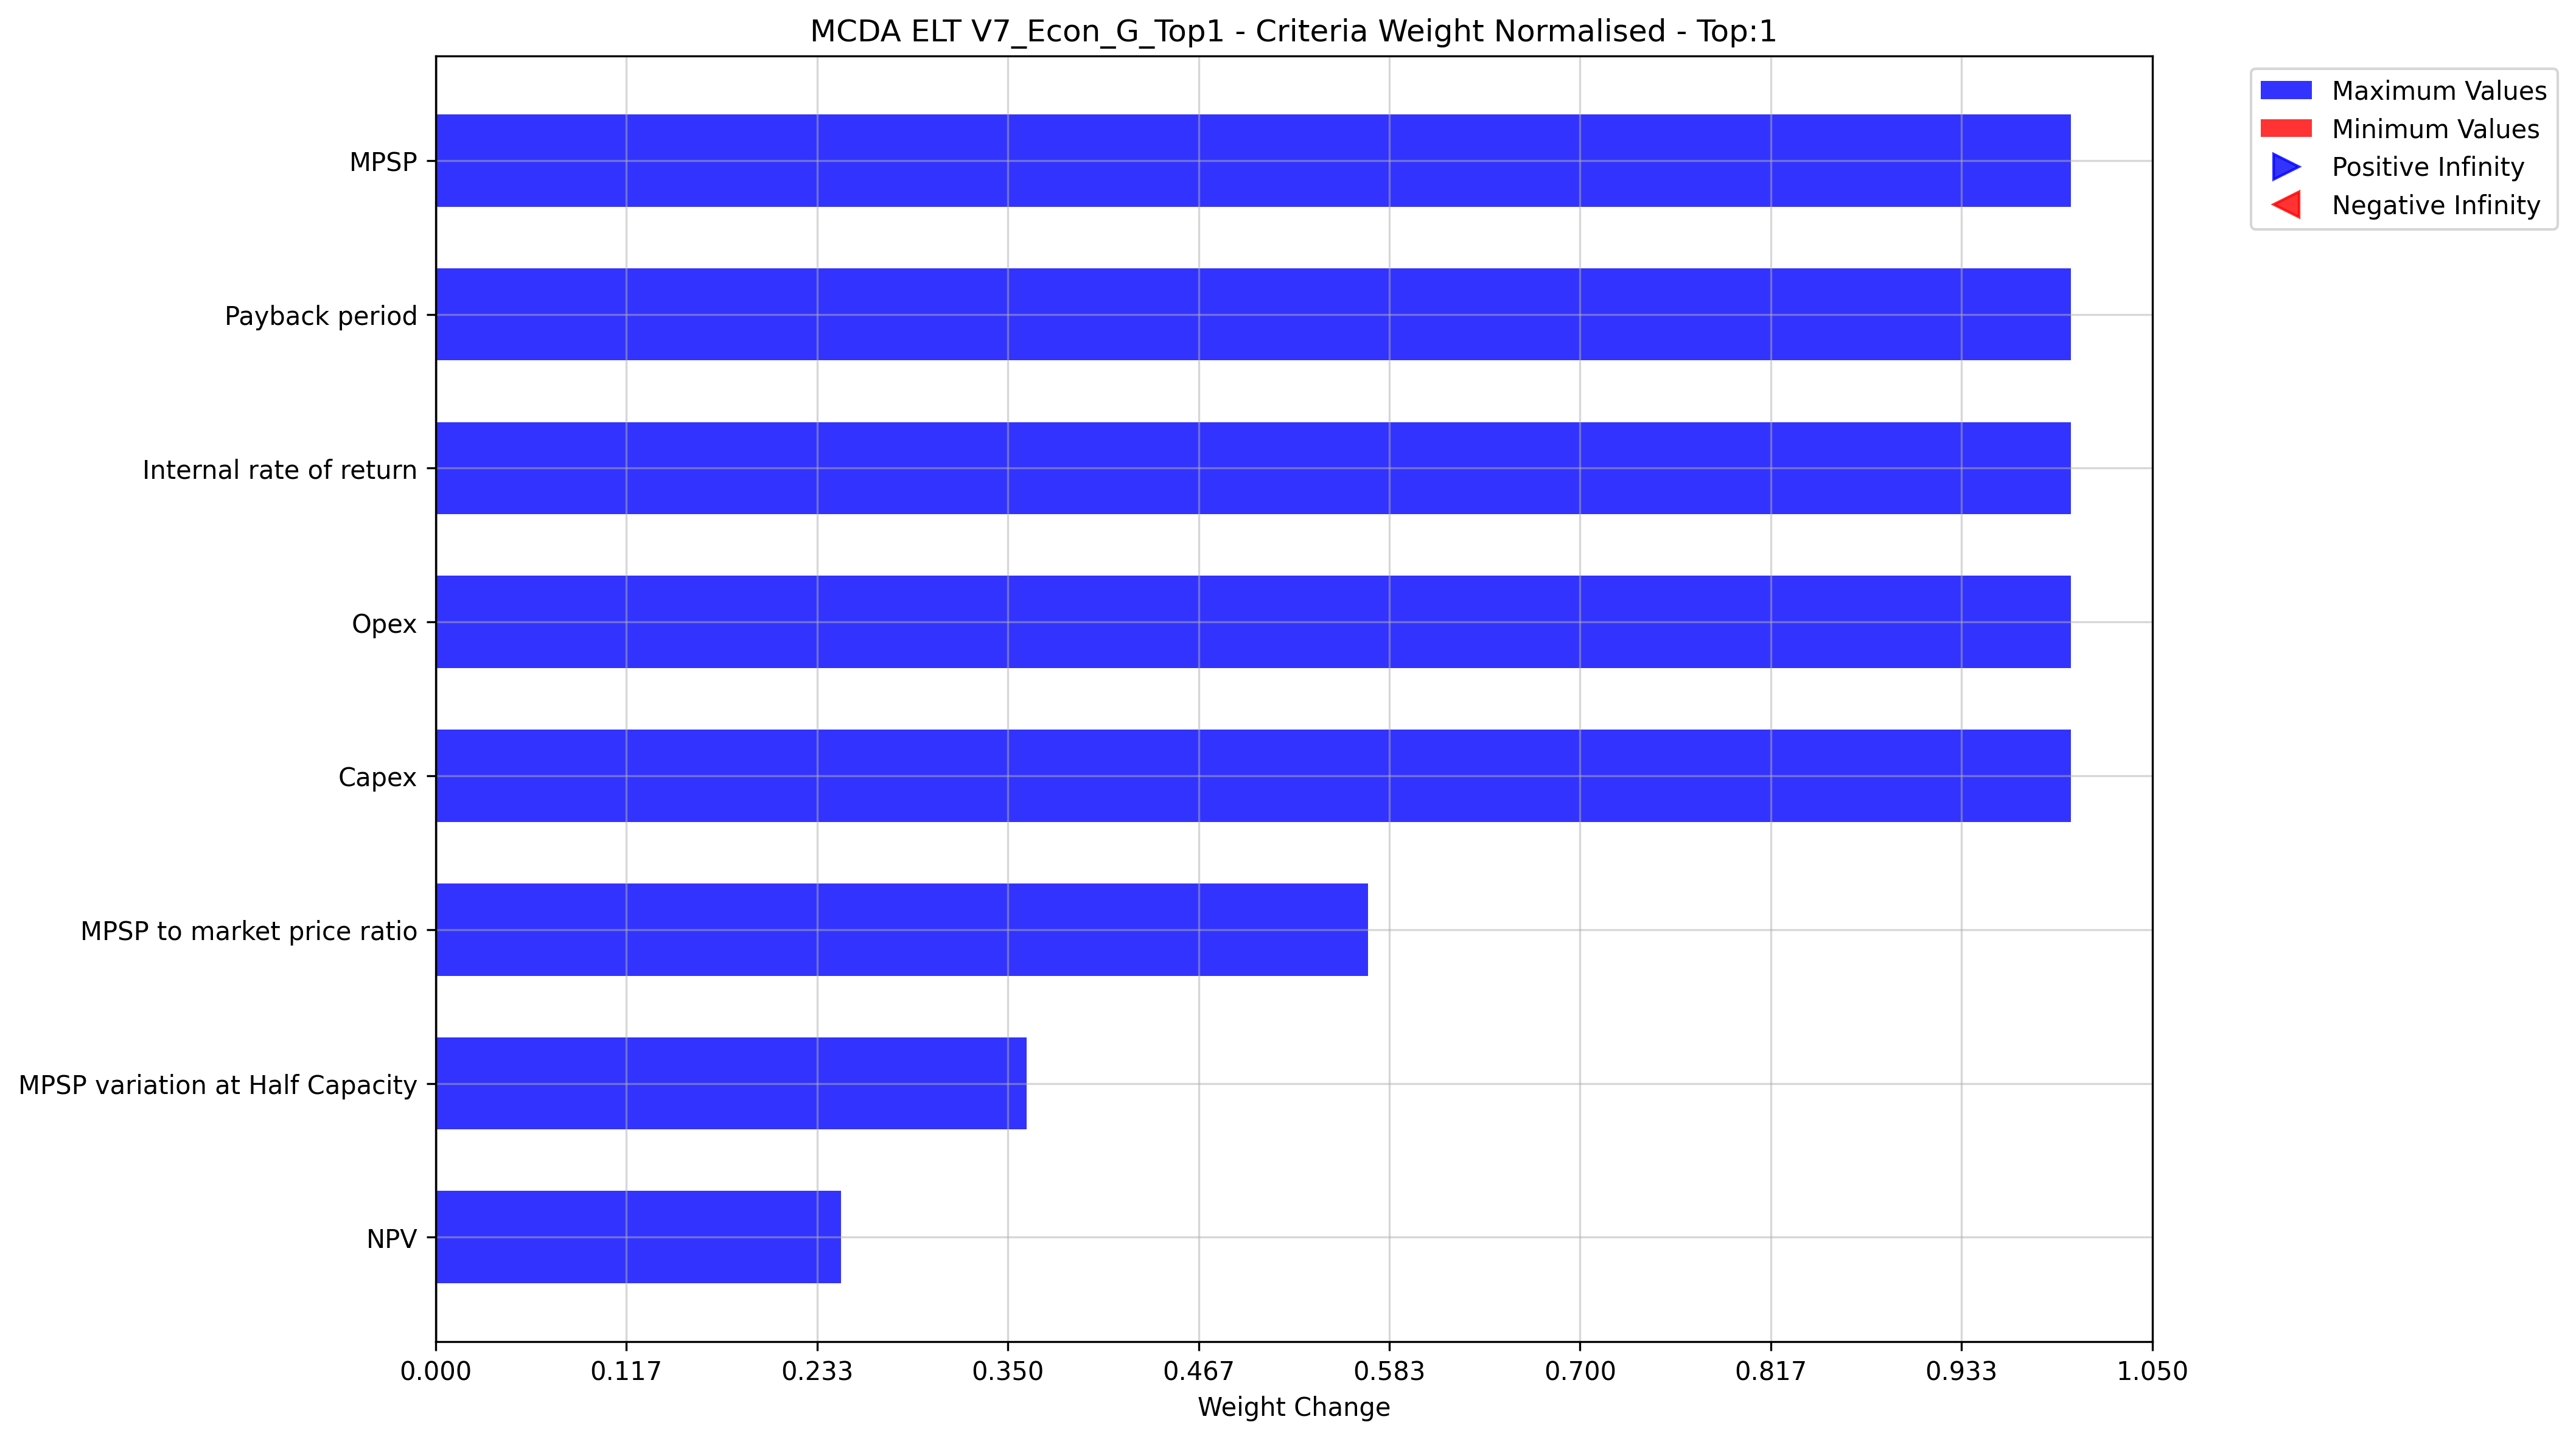 MCDA ELT V7_Econ_G_Top1 - Criteria Weight Normalised - Top:1
Maximum Values
Minimum Values
Positive Infinity
Negative Infinity
MPSP
Payback period
Internal rate of return
Opex
Capex
MPSP to market price ratio
MPSP variation at Half Capacity
NPV
0.000 0.117 0.233 0.350 0.467 0.583 0.700 0.817 0.933 1.050
Weight Change